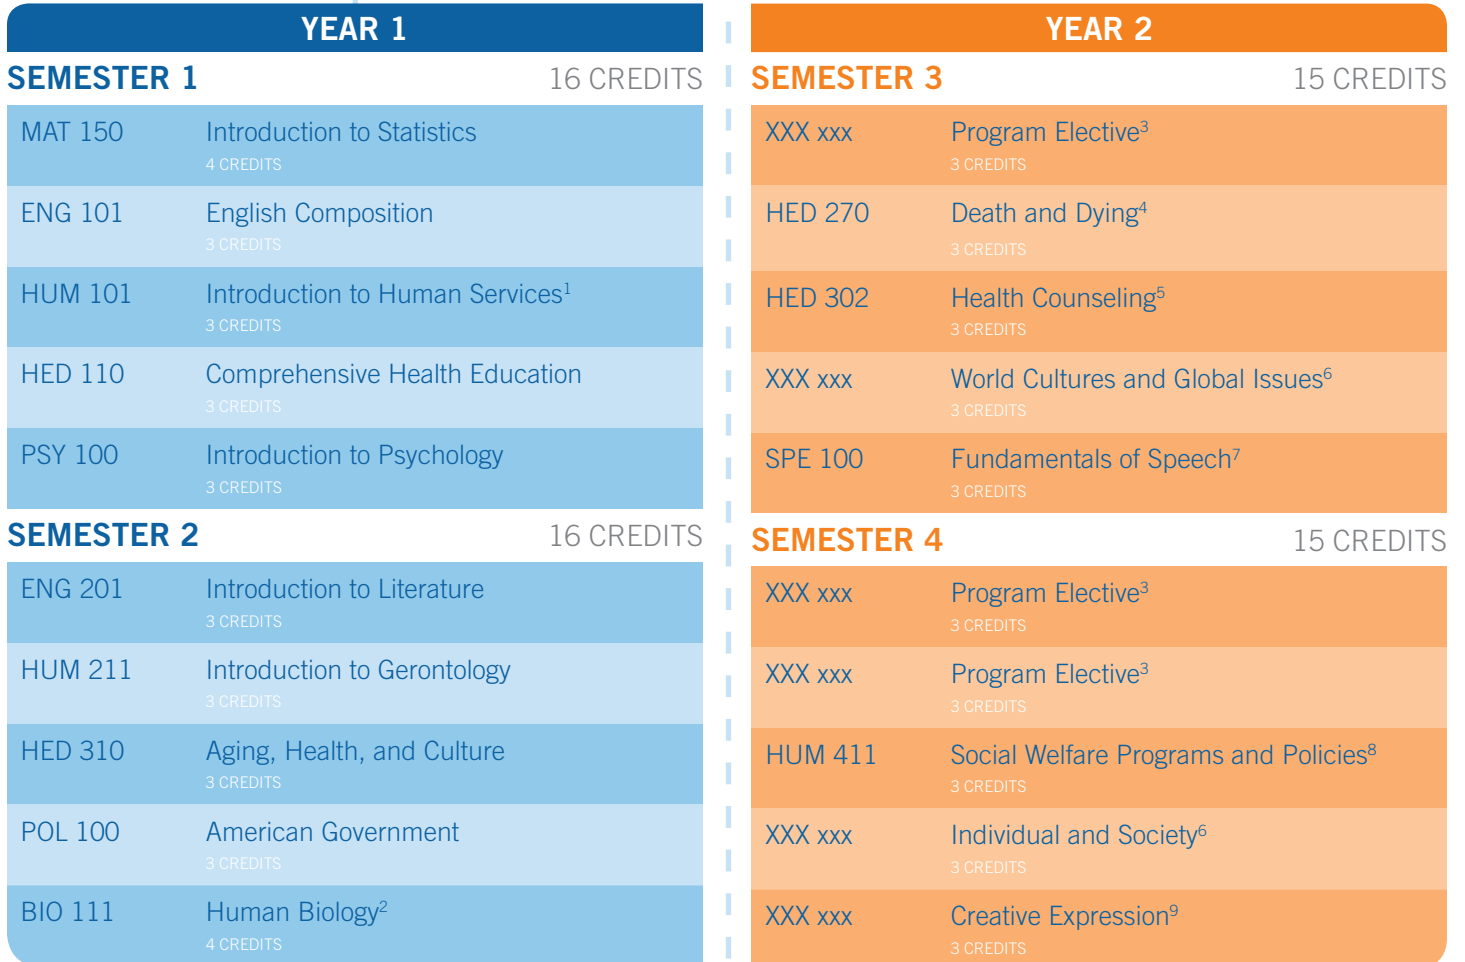 YEAR 1
SEMESTER 1 16 CREDITS
MAT 150 Introduction to Statistics
4 CREDITS
ENG 101 English Composition
3 CREDITS
HUM 101 Introduction to Human Services¹
3 CREDITS
HED 110 Comprehensive Health Education
3 CREDITS
PSY 100 Introduction to Psychology
3 CREDITS
SEMESTER 2 16 CREDITS
ENG 201 Introduction to Literature
3 CREDITS
HUM 211 Introduction to Gerontology
3 CREDITS
HED 310 Aging, Health, and Culture
3 CREDITS
POL 100 American Government
3 CREDITS
BIO 111 Human Biology²
4 CREDITS
YEAR 2
SEMESTER 3 15 CREDITS
XXX xxx Program Elective³
3 CREDITS
HED 270 Death and Dying⁴
3 CREDITS
HED 302 Health Counseling⁵
3 CREDITS
XXX xxx World Cultures and Global Issues⁶
3 CREDITS
SPE 100 Fundamentals of Speech⁷
3 CREDITS
SEMESTER 4 15 CREDITS
XXX xxx Program Elective³
3 CREDITS
XXX xxx Program Elective³
3 CREDITS
HUM 411 Social Welfare Programs and Policies⁸
3 CREDITS
XXX xxx Individual and Society⁶
3 CREDITS
XXX xxx Creative Expression⁹
3 CREDITS